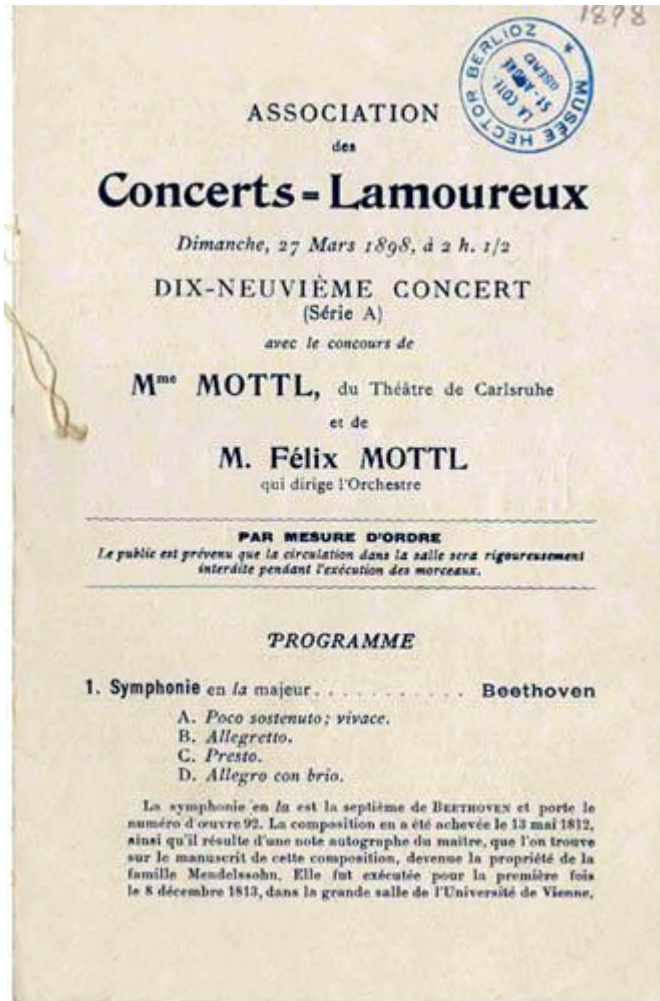 1898
MUSÉE HECTOR BERLIOZ *
LA CÔTE-
ST-ANDRÉ
ISÈRE
ASSOCIATION
des
Concerts=Lamoureux
Dimanche, 27 Mars 1898, à 2 h. 1/2
DIX-NEUVIÈME CONCERT
(Série A)
avec le concours de
Mme MOTTL, du Théâtre de Carlsruhe
et de
M. Félix MOTTL
qui dirige l'Orchestre
PAR MESURE D'ORDRE
Le public est prévenu que la circulation dans la salle sera rigoureusement
interdite pendant l'exécution des morceaux.
PROGRAMME
1. Symphonie en la majeur . . . . . . . . . . . Beethoven
A. Poco sostenuto; vivace.
B. Allegretto.
C. Presto.
D. Allegro con brio.
La symphonie en la est la septième de BEETHOVEN et porte le
numéro d'œuvre 92. La composition en a été achevée le 13 mai 1812,
ainsi qu'il résulte d'une note autographe du maître, que l'on trouve
sur le manuscrit de cette composition, devenue la propriété de la
famille Mendelssohn. Elle fut exécutée pour la première fois
le 8 décembre 1813, dans la grande salle de l'Université de Vienne,